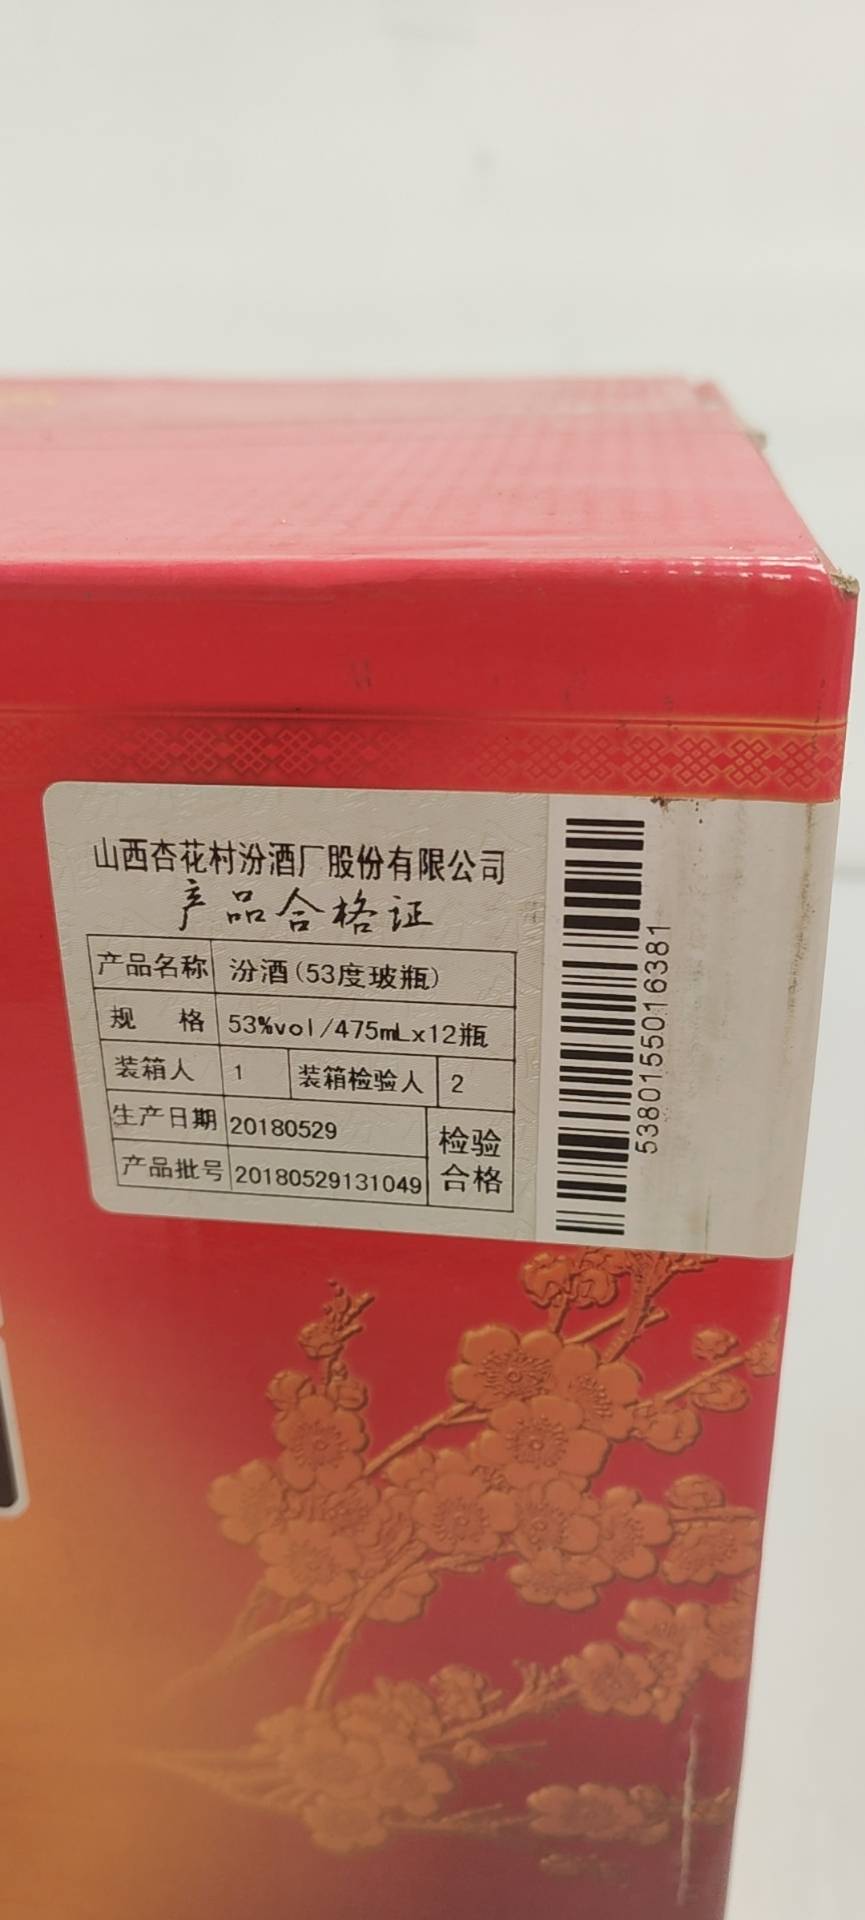 山西杏花村汾酒厂股份有限公司
产品合格证
产品名称 汾酒(53度玻瓶)
规 格 53%vol/475mLx12瓶
装箱人 1 装箱检验人 2
生产日期 20180529 检验
产品批号 20180529131049 合格
5380155016381